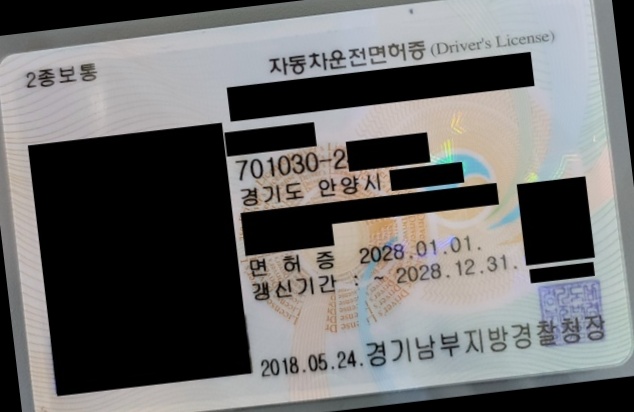 2종보통
자동차운전면허증 (Driver's License)
701030-2
경기도 안양시
면 허 증 2028.01.01.
갱신기간 : ~ 2028.12.31.
2018.05.24. 경기남부지방경찰청장